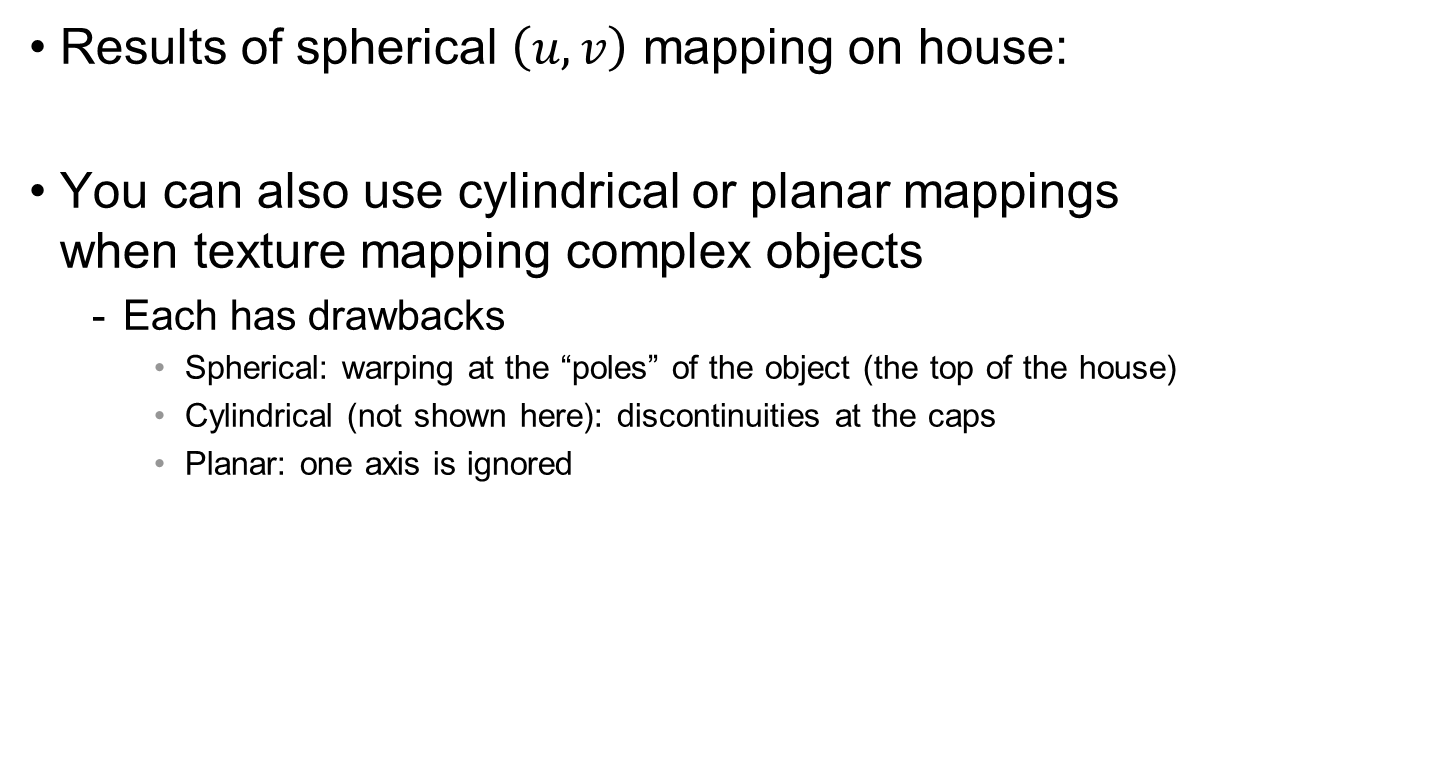 • Results of spherical (𝑢, 𝑣) mapping on house:
• You can also use cylindrical or planar mappings
when texture mapping complex objects
- Each has drawbacks
• Spherical: warping at the “poles” of the object (the top of the house)
• Cylindrical (not shown here): discontinuities at the caps
• Planar: one axis is ignored